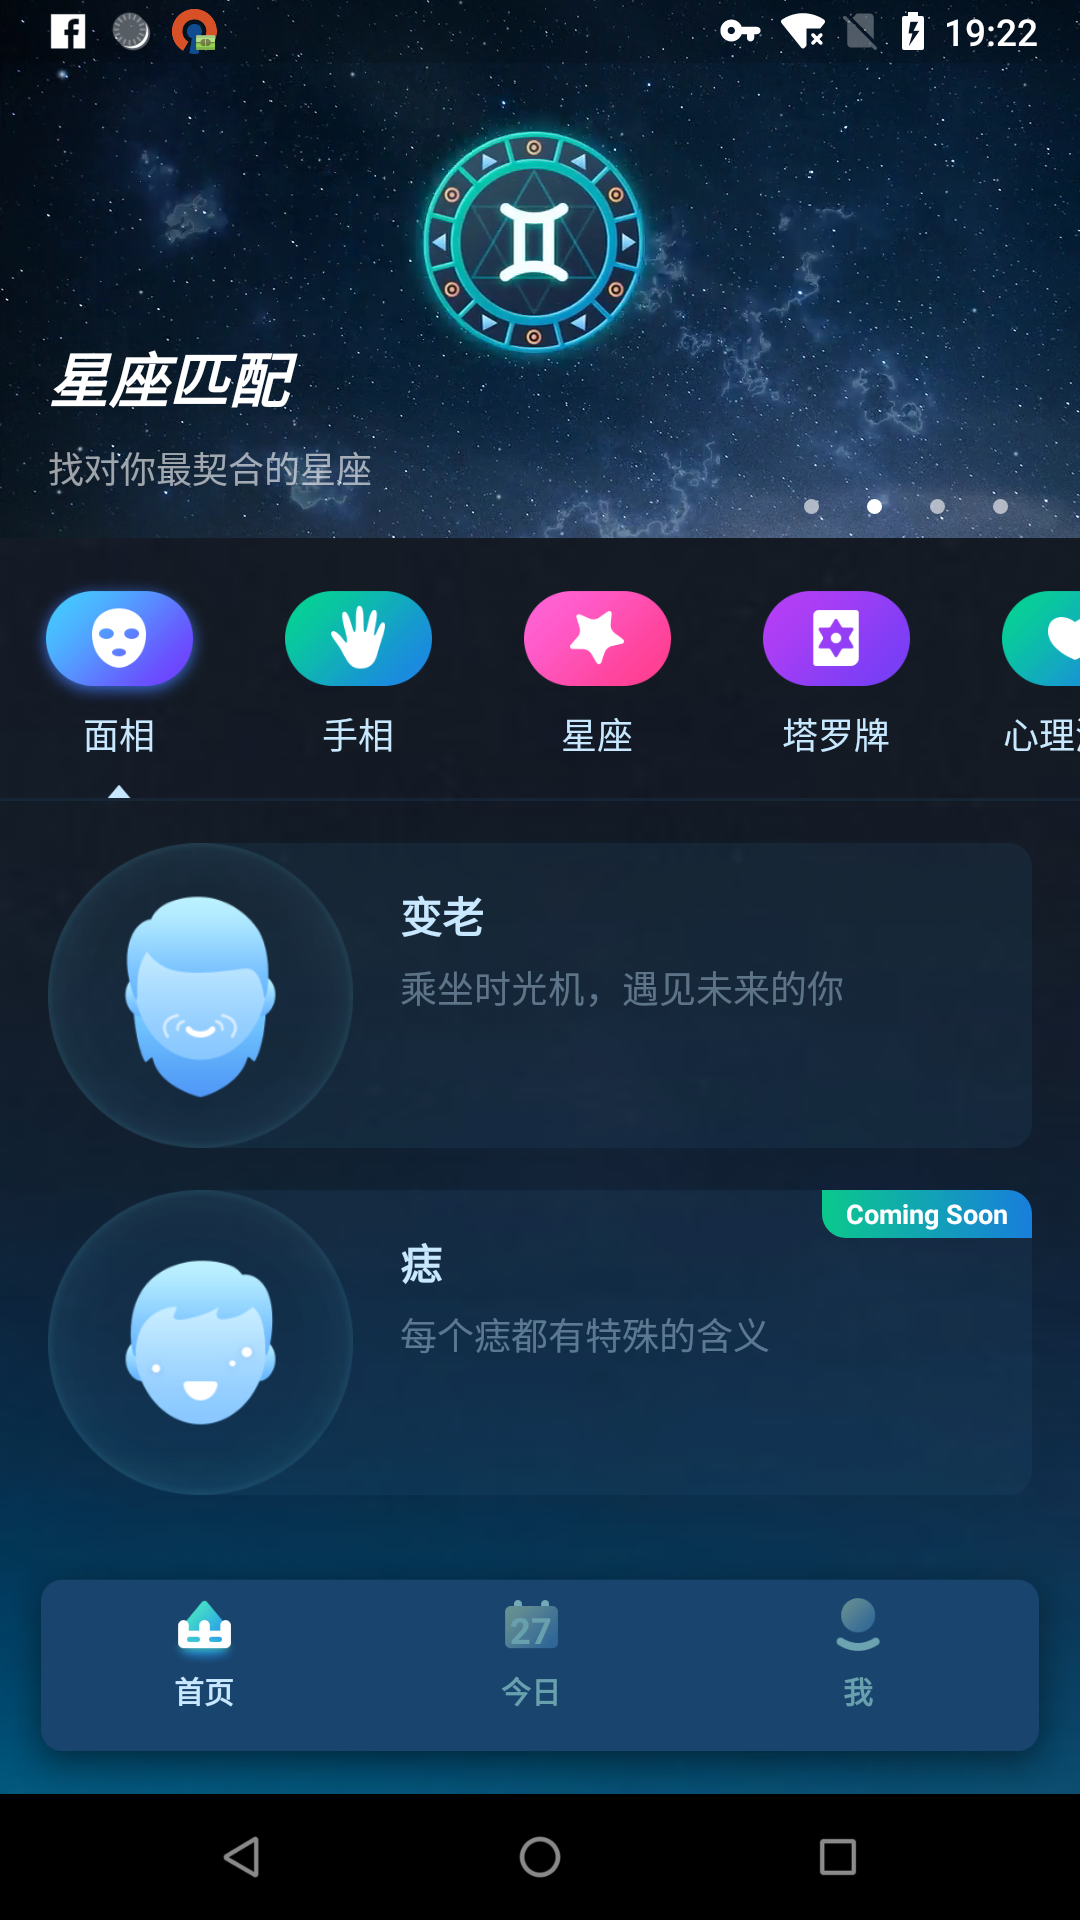 19:22
星座匹配
找对你最契合的星座
面相
手相
星座
塔罗牌
心理
变老
乘坐时光机，遇见未来的你
Coming Soon
痣
每个痣都有特殊的含义
27
首页
今日
我